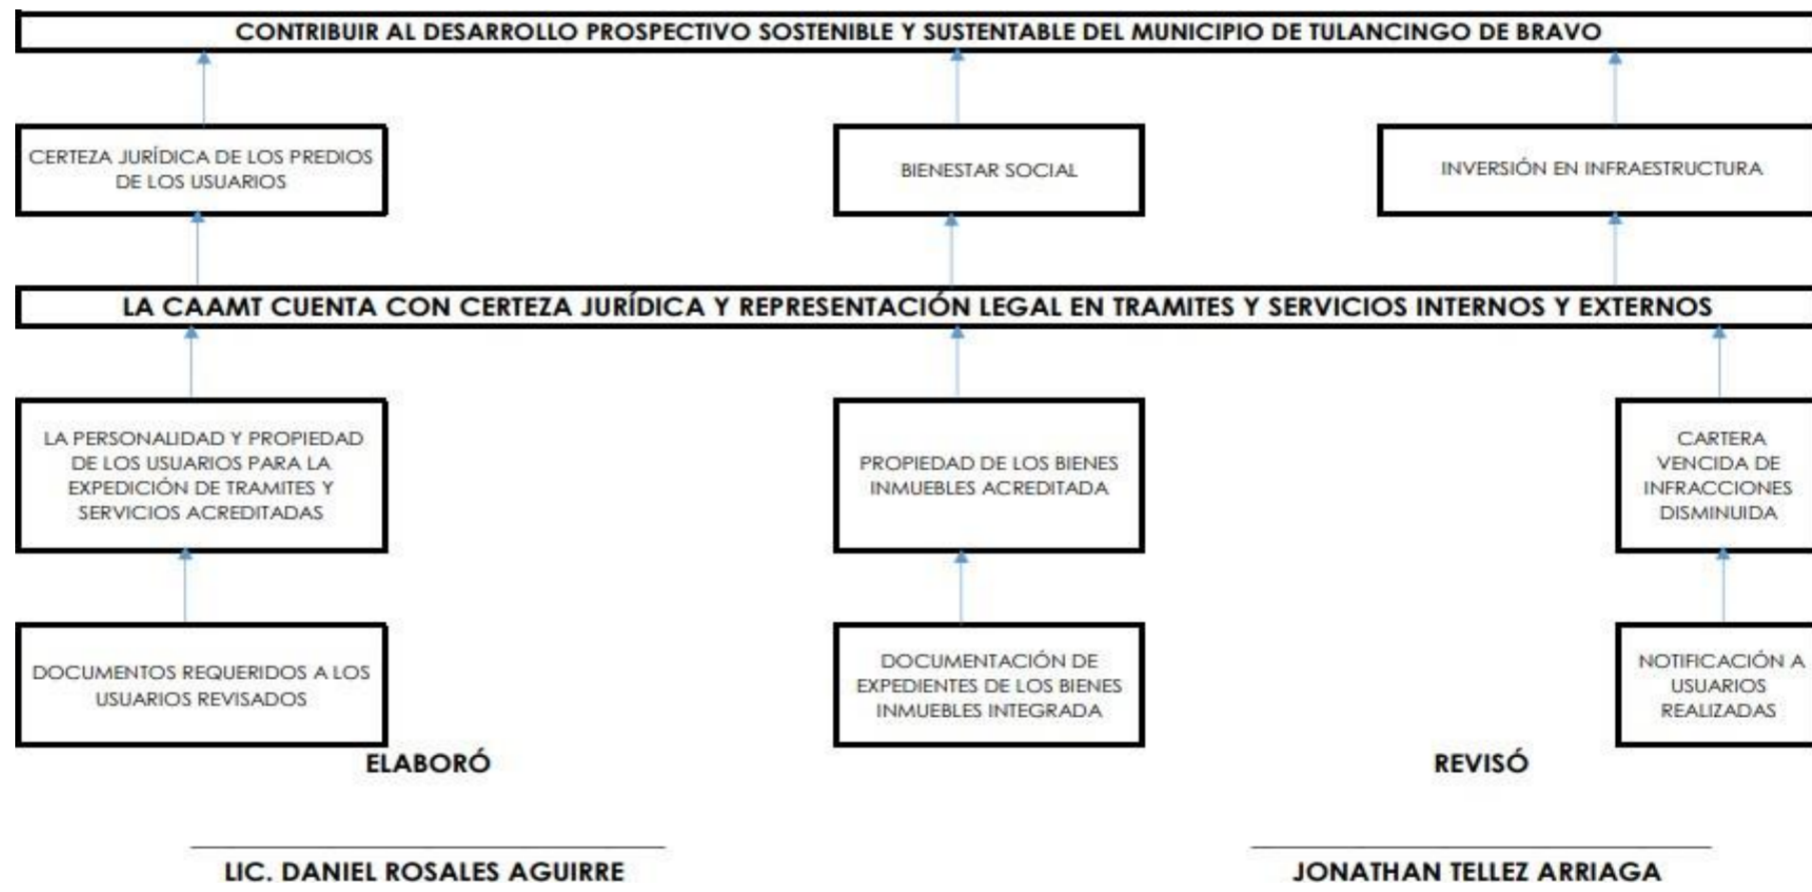 CONTRIBUIR AL DESARROLLO PROSPECTIVO SOSTENIBLE Y SUSTENTABLE DEL MUNICIPIO DE TULANCINGO DE BRAVO
CERTEZA JURÍDICA DE LOS PREDIOS
DE LOS USUARIOS
BIENESTAR SOCIAL
INVERSIÓN EN INFRAESTRUCTURA
LA CAAMT CUENTA CON CERTEZA JURÍDICA Y REPRESENTACIÓN LEGAL EN TRAMITES Y SERVICIOS INTERNOS Y EXTERNOS
LA PERSONALIDAD Y PROPIEDAD
DE LOS USUARIOS PARA LA
EXPEDICIÓN DE TRAMITES Y
SERVICIOS ACREDITADAS
PROPIEDAD DE LOS BIENES
INMUEBLES ACREDITADA
CARTERA
VENCIDA DE
INFRACCIONES
DISMINUIDA
DOCUMENTOS REQUERIDOS A LOS
USUARIOS REVISADOS
DOCUMENTACIÓN DE
EXPEDIENTES DE LOS BIENES
INMUEBLES INTEGRADA
NOTIFICACIÓN A
USUARIOS
REALIZADAS
ELABORÓ
REVISÓ
LIC. DANIEL ROSALES AGUIRRE
JONATHAN TELLEZ ARRIAGA